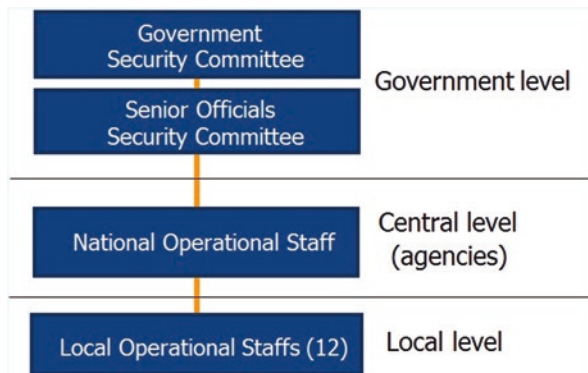 Government
Security Committee
Government level
Senior Officials
Security Committee
National Operational Staff
Central level
(agencies)
Local Operational Staffs (12)
Local level